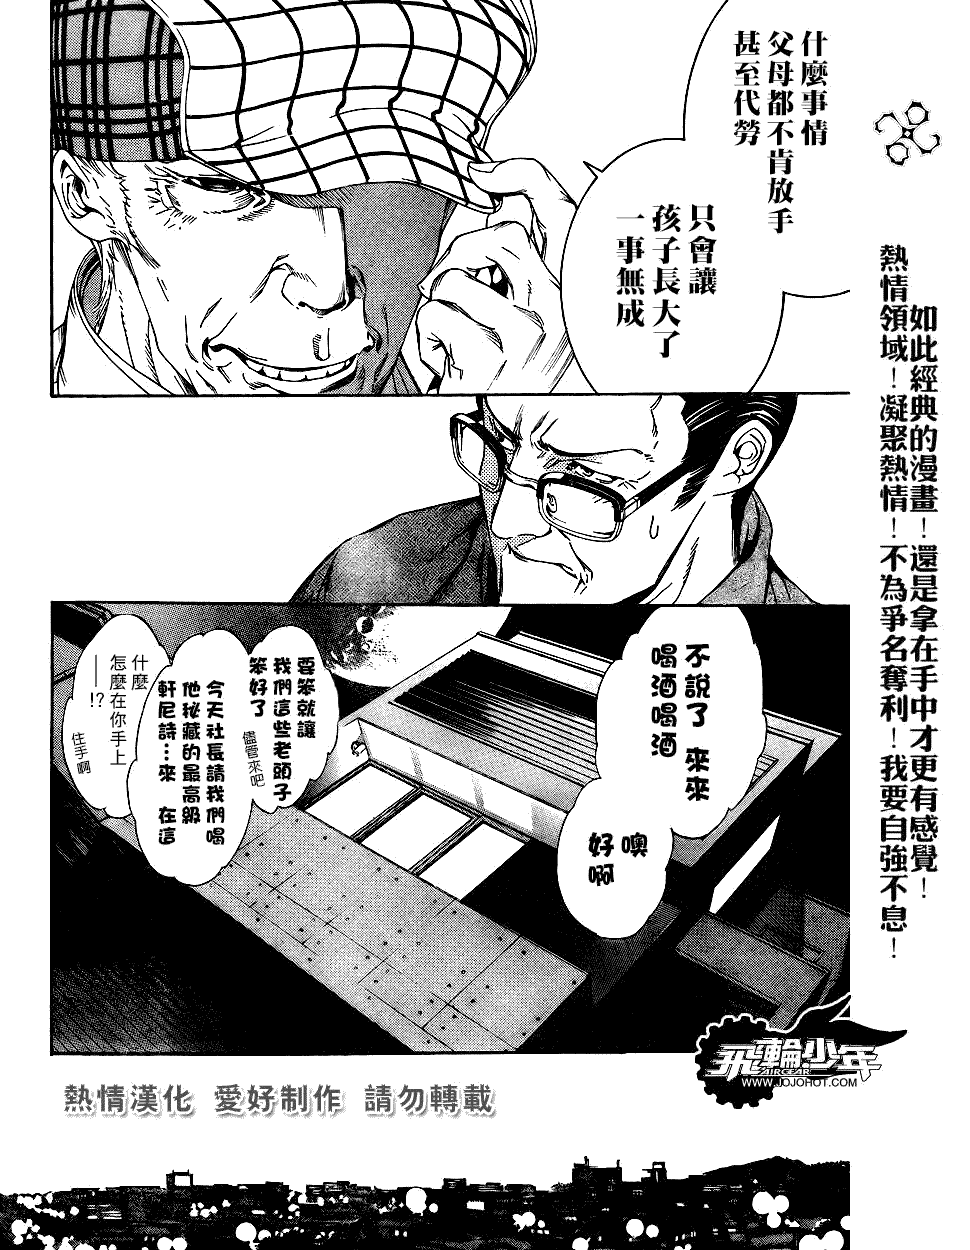 什麼事情
父母都不肯放手
甚至代勞
只會讓
孩子長大了
一事無成
不說了 來來
喝酒喝酒
噢
好啊
要笨就讓
我們這些老頭子
笨好了
儘管來吧
今天社長請我們喝
他秘藏的最高級
軒尼詩…來 在這
什麼
怎麼在你手上
——!?
住手啊
如此經典的漫畫！還是拿在手中才更有感覺！
熱情領域！凝聚熱情！不為爭名奪利！我要自強不息！
飛輪少年
AIRGEAR
WWW.JOJOHOT.COM
熱情漢化 愛好制作 請勿轉載